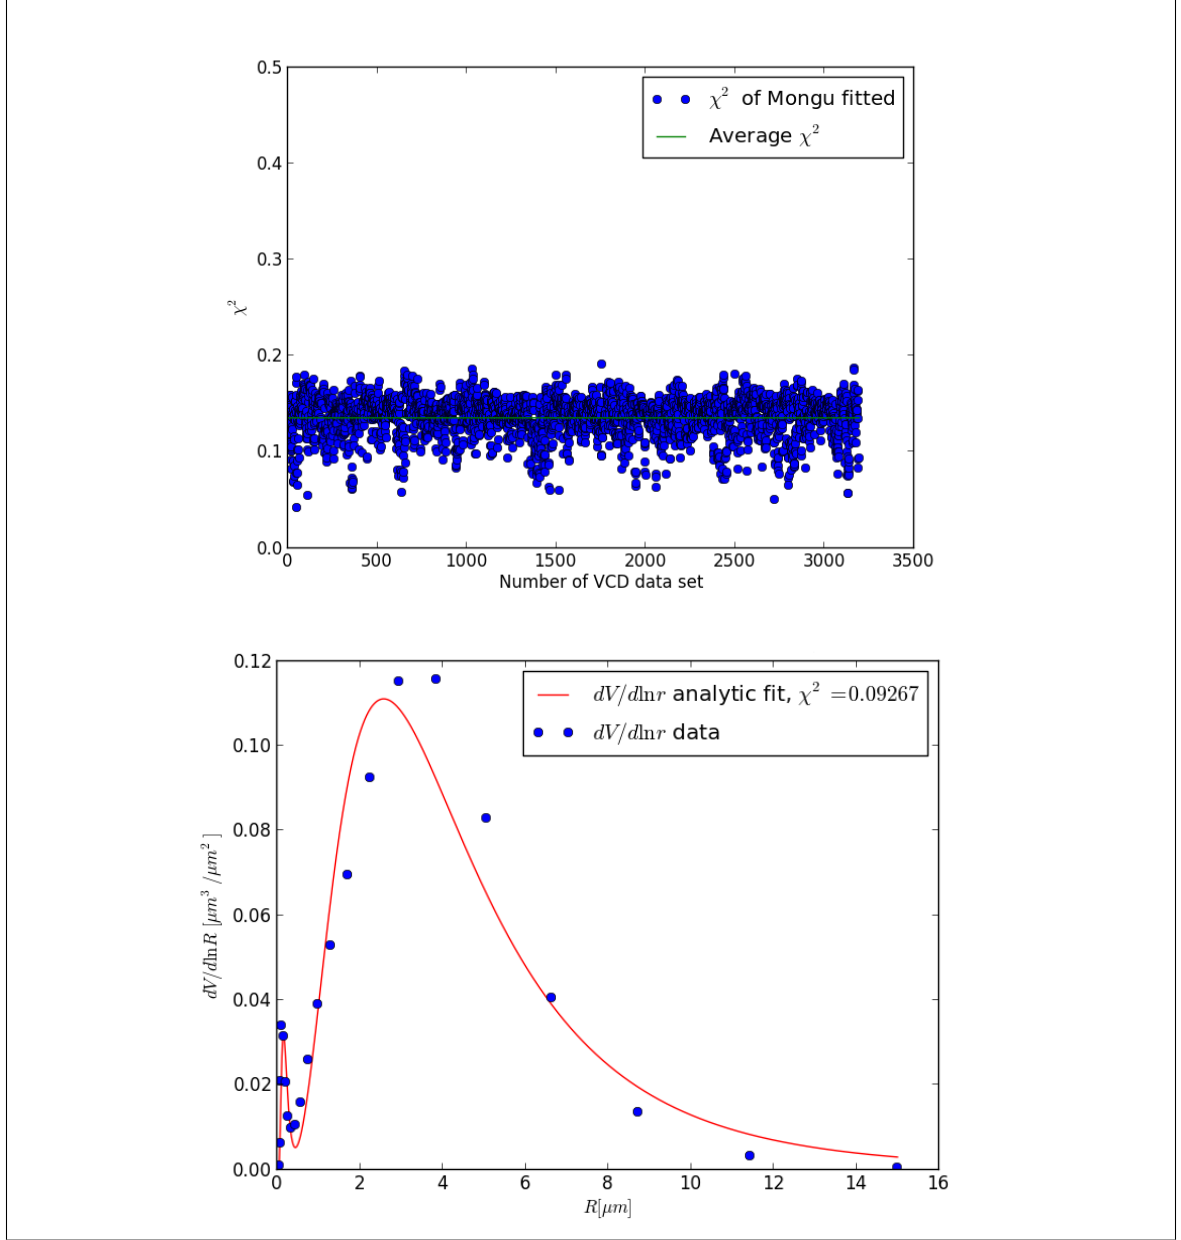 0.5
χ² of Mongu fitted
Average χ²
0.4
0.3
χ²
0.2
0.1
0.0
0 500 1000 1500 2000 2500 3000 3500
Number of VCD data set
0.12
dV/dlnr analytic fit, χ² =0.09267
dV/dlnr data
0.10
0.08
dV/dlnR [μm³/μm²]
0.06
0.04
0.02
0.00
0 2 4 6 8 10 12 14 16
R[μm]